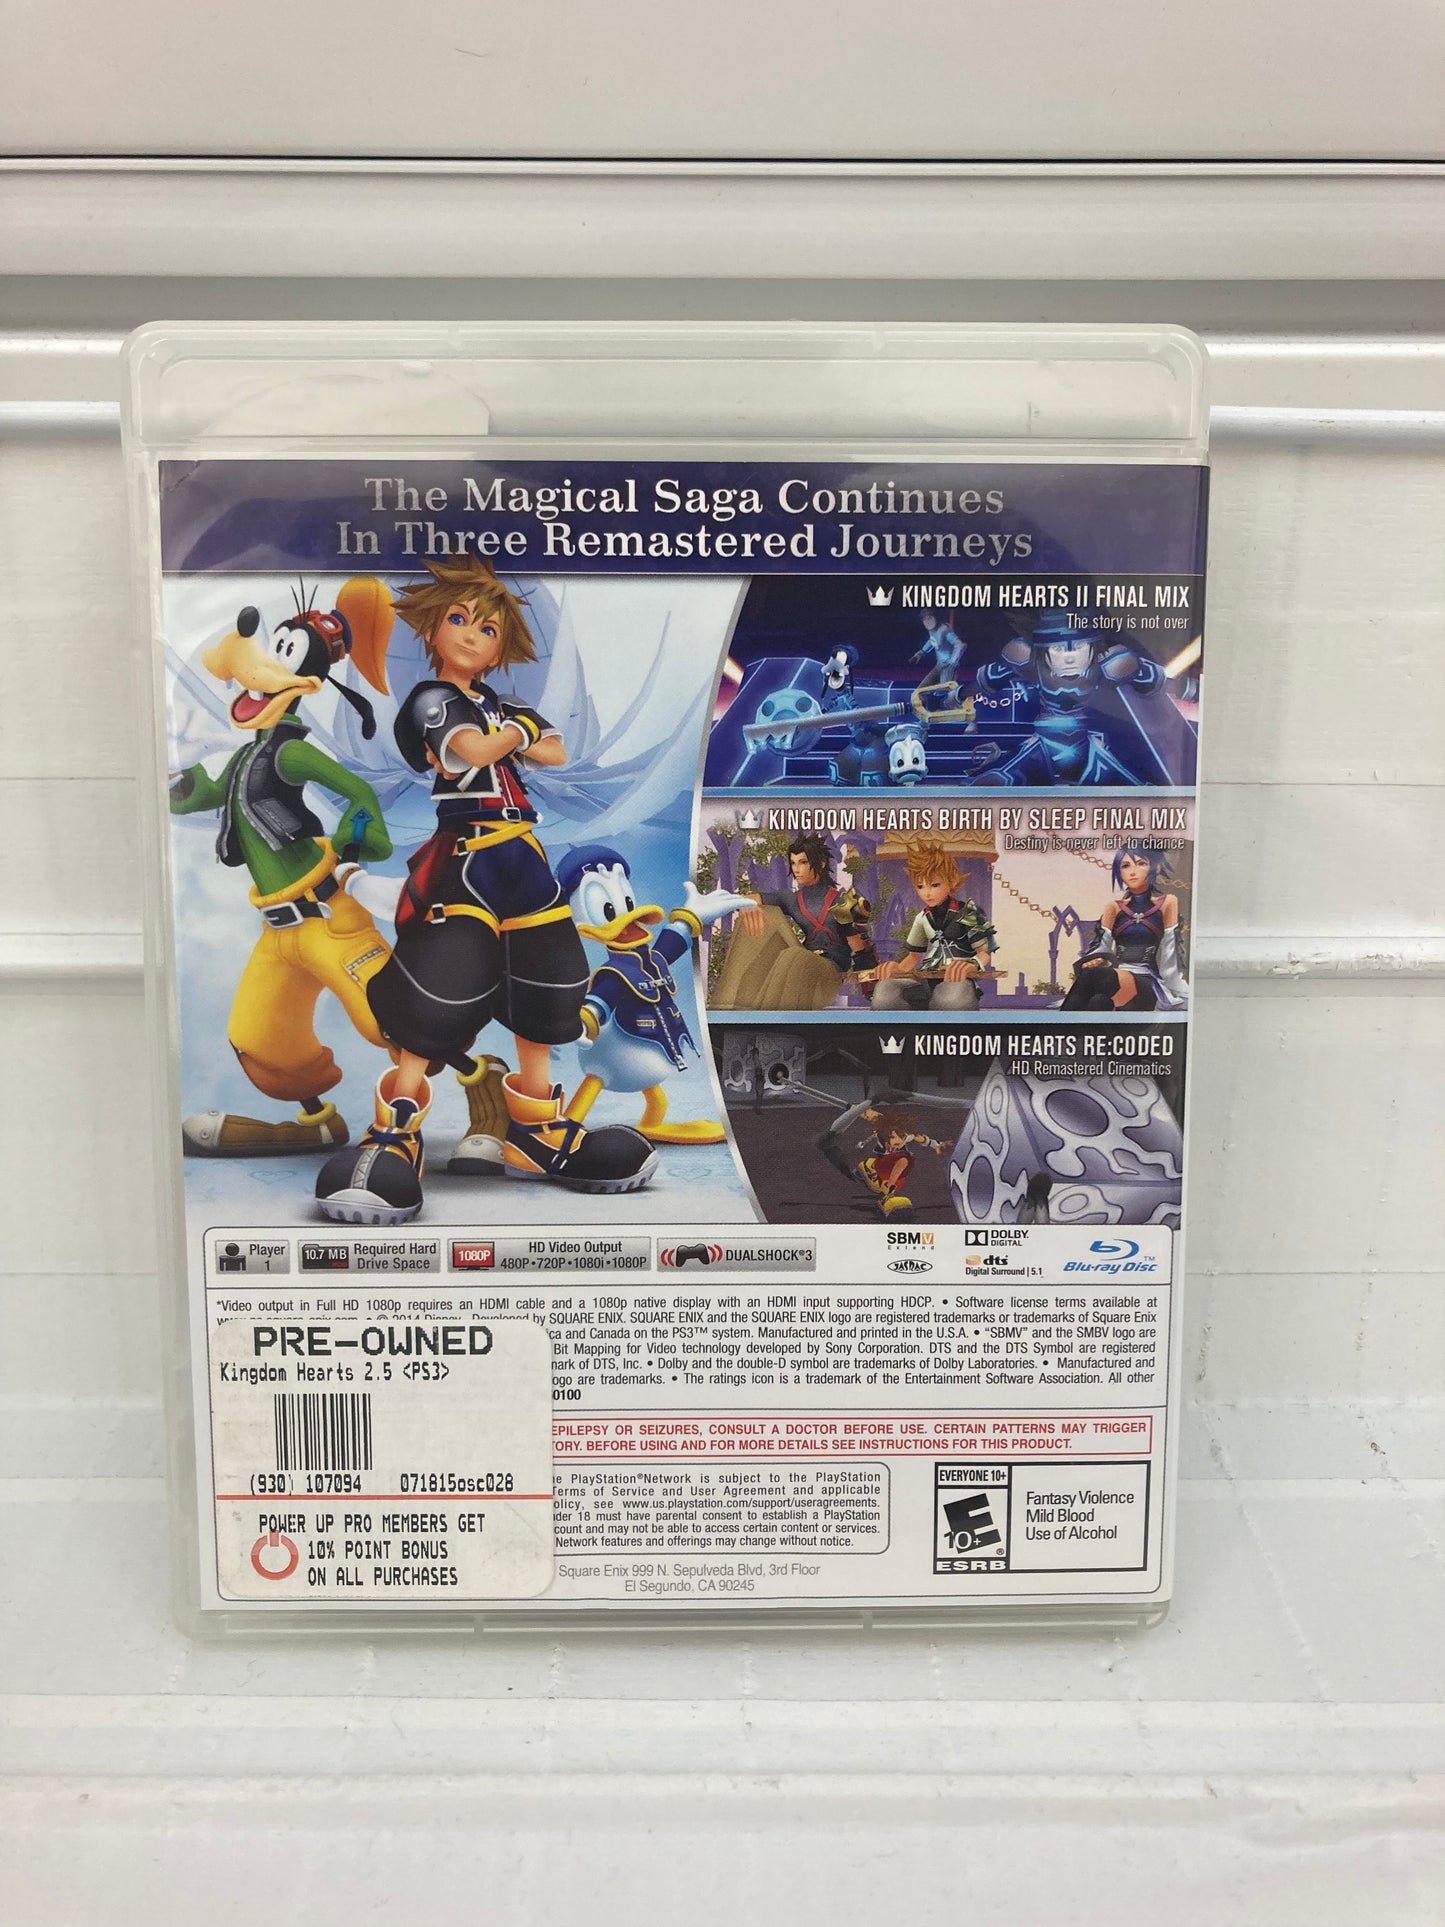 The Magical Saga Continues
In Three Remastered Journeys
KINGDOM HEARTS II FINAL MIX
The story is not over
KINGDOM HEARTS BIRTH BY SLEEP FINAL MIX
Destiny is never left to chance
KINGDOM HEARTS RE:CODED
HD Remastered Cinematics
Player
1
10.7 MB
Required Hard
Drive Space
1080P
HD Video Output
480P•720P•1080i•1080P
DUALSHOCK®3
SBMV
Extend
JASRAC
DOLBY
DIGITAL
dts
Digital Surround | 5.1
Blu-ray Disc™
*Video output in Full HD 1080p requires an HDMI cable and a 1080p native display with an HDMI input supporting HDCP. • Software license terms available at
© 2014 Disney. Developed by SQUARE ENIX. SQUARE ENIX and the SQUARE ENIX logo are registered trademarks or trademarks of Square Enix
and Canada on the PS3™ system. Manufactured and printed in the U.S.A. • “SBMV” and the SMBV logo are
Bit Mapping for Video technology developed by Sony Corporation. DTS and the DTS Symbol are registered
of DTS, Inc. • Dolby and the double-D symbol are trademarks of Dolby Laboratories. • Manufactured and
are trademarks. • The ratings icon is a trademark of the Entertainment Software Association. All other
0100
EPILEPSY OR SEIZURES, CONSULT A DOCTOR BEFORE USE. CERTAIN PATTERNS MAY TRIGGER
BEFORE USING AND FOR MORE DETAILS SEE INSTRUCTIONS FOR THIS PRODUCT.
PlayStation®Network is subject to the PlayStation
Terms of Service and User Agreement and applicable
see www.us.playstation.com/support/useragreements.
18 must have parental consent to establish a PlayStation
and may not be able to access certain content or services.
Network features and offerings may change without notice.
Square Enix 999 N. Sepulveda Blvd, 3rd Floor
El Segundo, CA 90245
EVERYONE 10+
E
10+
®
ESRB
Fantasy Violence
Mild Blood
Use of Alcohol
PRE-OWNED
Kingdom Hearts 2.5 <PS3>
(930) 107094 071815osc028
POWER UP PRO MEMBERS GET
10% POINT BONUS
ON ALL PURCHASES